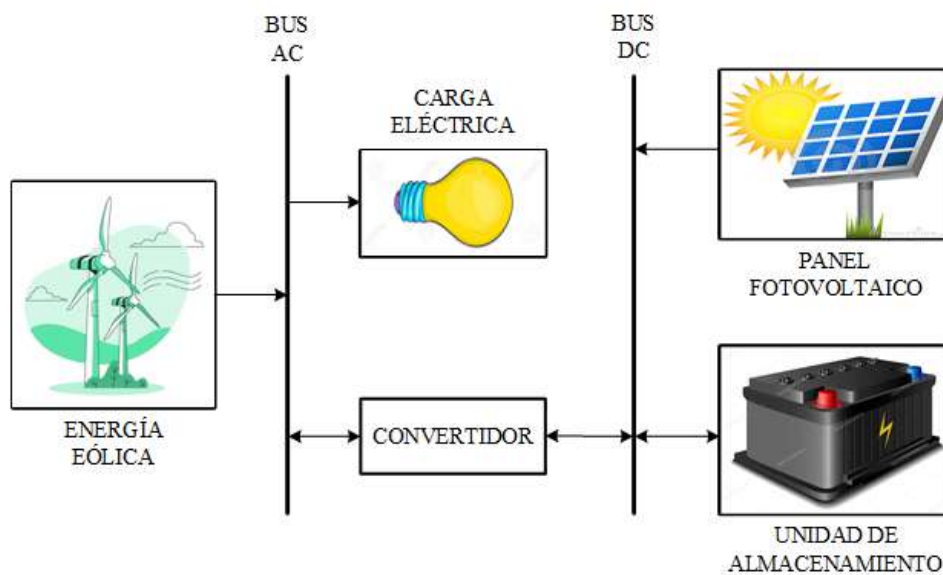 BUS
AC
BUS
DC
CARGA
ELÉCTRICA
ENERGÍA
EÓLICA
CONVERTIDOR
PANEL
FOTOVOLTAICO
UNIDAD DE
ALMACENAMIENTO